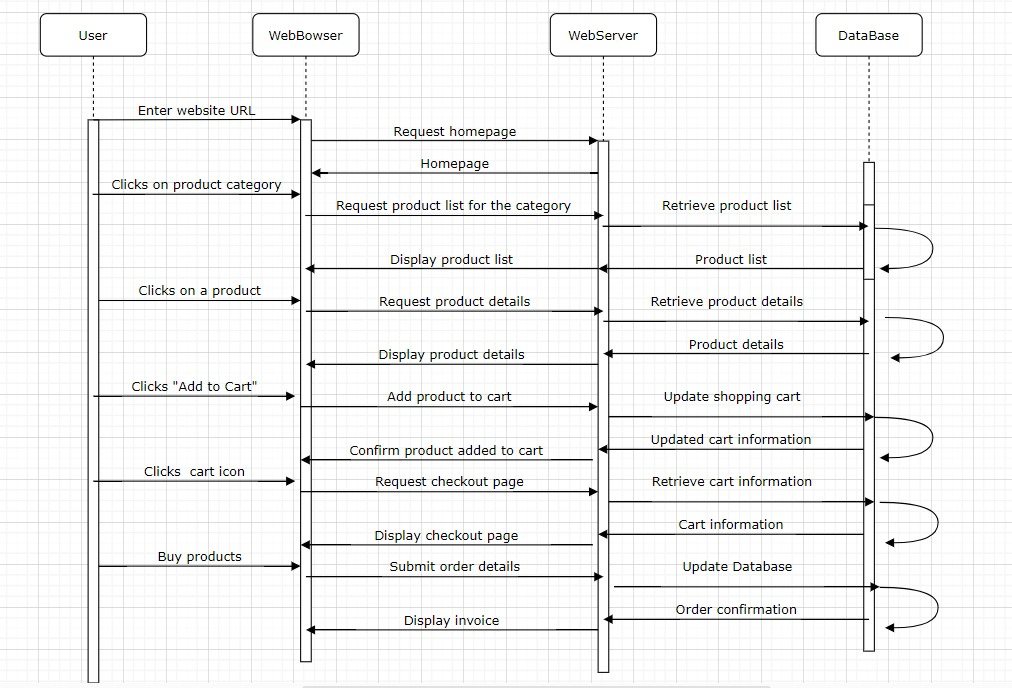 User
WebBowser
WebServer
DataBase
Enter website URL
Request homepage
Homepage
Clicks on product category
Request product list for the category
Retrieve product list
Display product list
Product list
Clicks on a product
Request product details
Retrieve product details
Product details
Display product details
Clicks "Add to Cart"
Add product to cart
Update shopping cart
Updated cart information
Confirm product added to cart
Clicks cart icon
Request checkout page
Retrieve cart information
Cart information
Display checkout page
Buy products
Submit order details
Update Database
Order confirmation
Display invoice